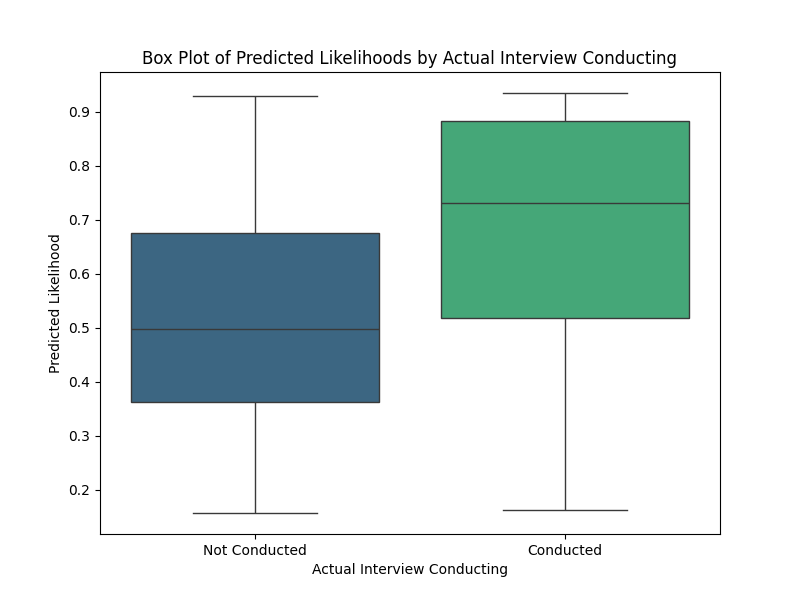 Box Plot of Predicted Likelihoods by Actual Interview Conducting
Predicted Likelihood
0.9
0.8
0.7
0.6
0.5
0.4
0.3
0.2
Not Conducted
Conducted
Actual Interview Conducting